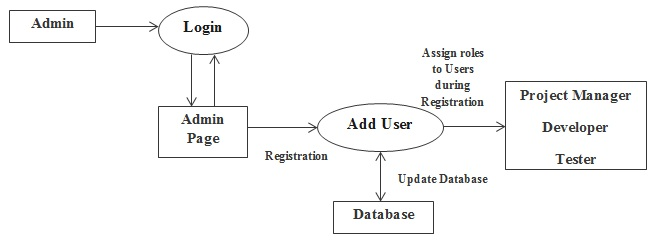 Admin
Login
Assign roles
to Users
during
Registration
Project Manager
Developer
Tester
Admin
Page
Add User
Registration
Update Database
Database